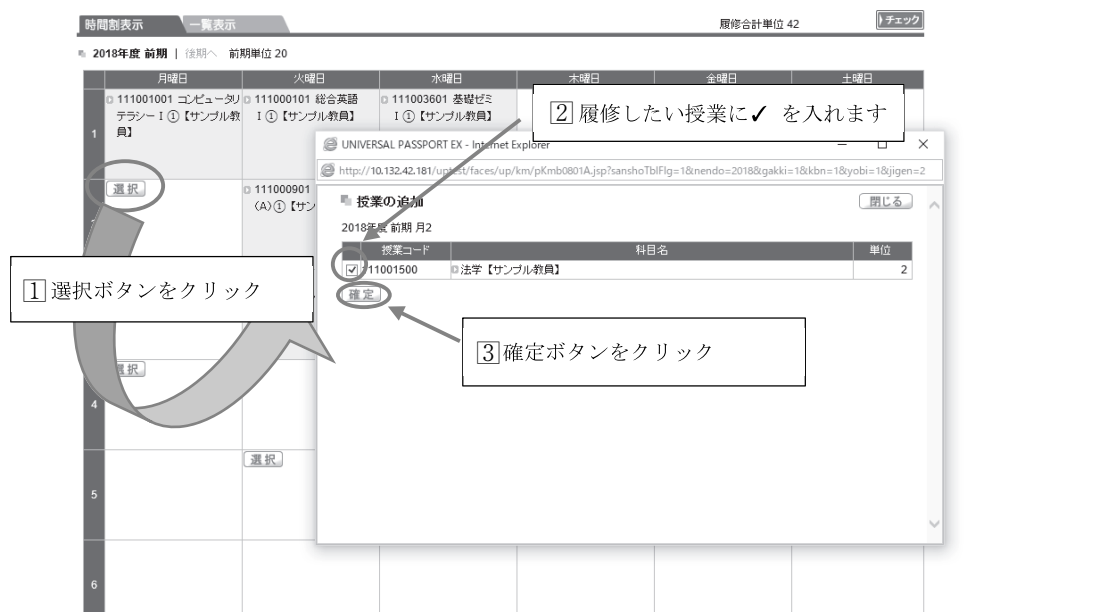 時間割表示 一覧表示 履修合計単位 42 チェック
2018年度 前期 | 後期へ 前期単位 20
月曜日 火曜日 水曜日 木曜日 金曜日 土曜日
1
111001001 コンピュータリ
テラシーⅠ①【サンプル教
員】
111000101 総合英語
Ⅰ①【サンプル教員】
111003601 基礎ゼミ
Ⅰ①【サンプル教員】
選択
111000901
(A)①【サン
1 選択ボタンをクリック
2 履修したい授業に✓ を入れます
UNIVERSAL PASSPORT EX - Internet Explorer
http://10.132.42.181/uptest/faces/up/km/pKmb0801A.jsp?sanshoTblFlg=1&nendo=2018&gakki=1&kbn=1&yobi=1&jigen=2
授業の追加 閉じる
2018年度 前期 月2
授業コード 科目名 単位
111001500 法学【サンプル教員】 2
確定
3 確定ボタンをクリック
選択
4
選択
5
6